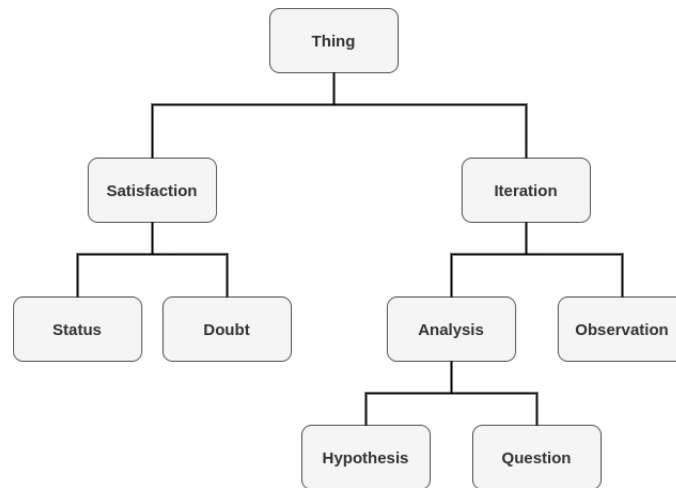 Thing
Satisfaction
Iteration
Status
Doubt
Analysis
Observation
Hypothesis
Question